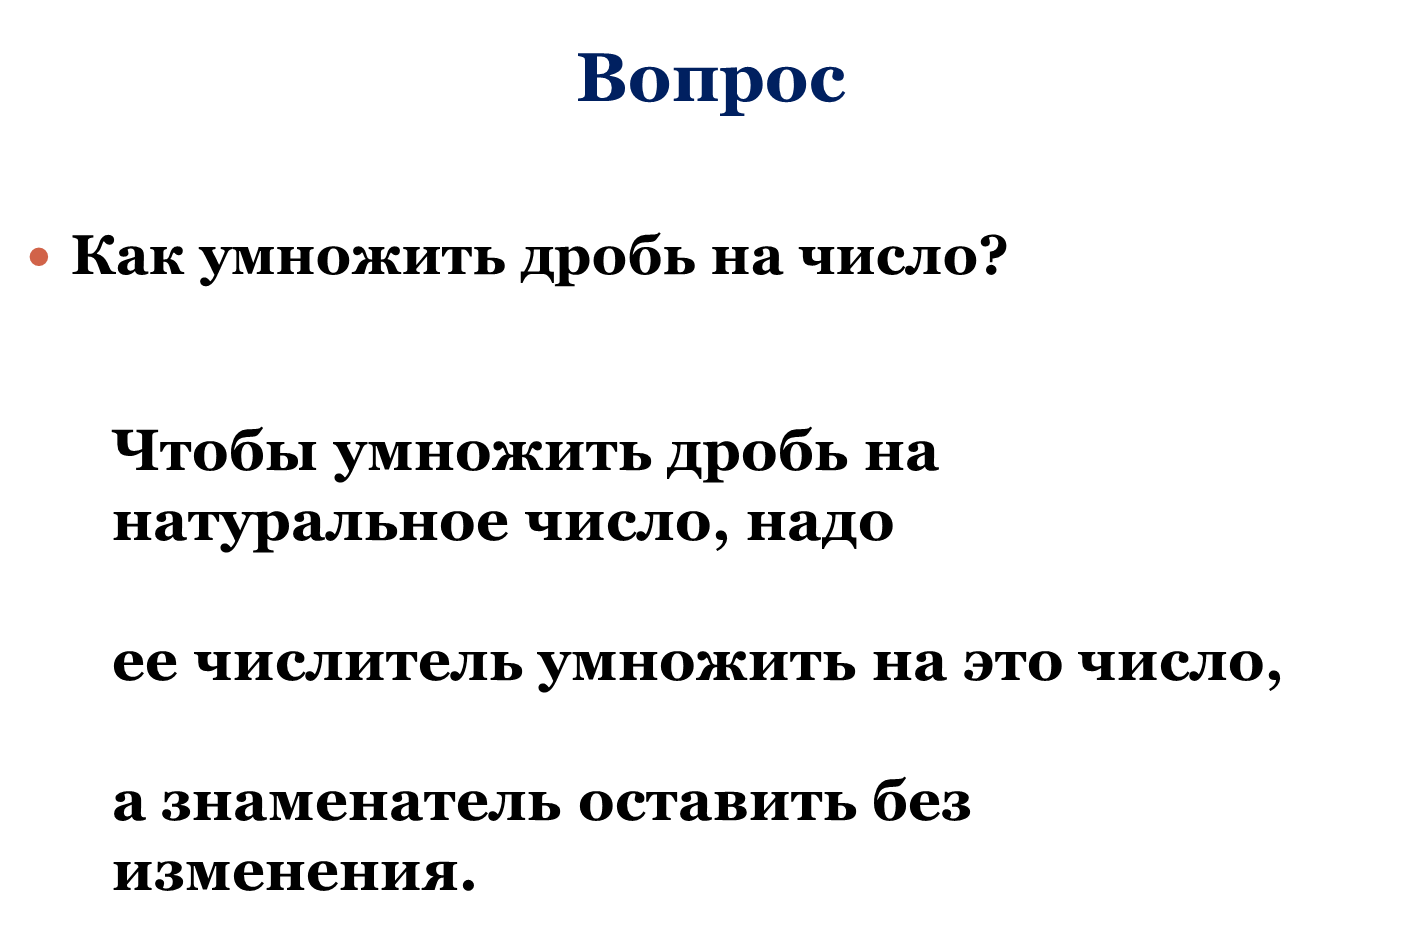 Вопрос
• Как умножить дробь на число?
Чтобы умножить дробь на
натуральное число, надо
ее числитель умножить на это число,
а знаменатель оставить без
изменения.